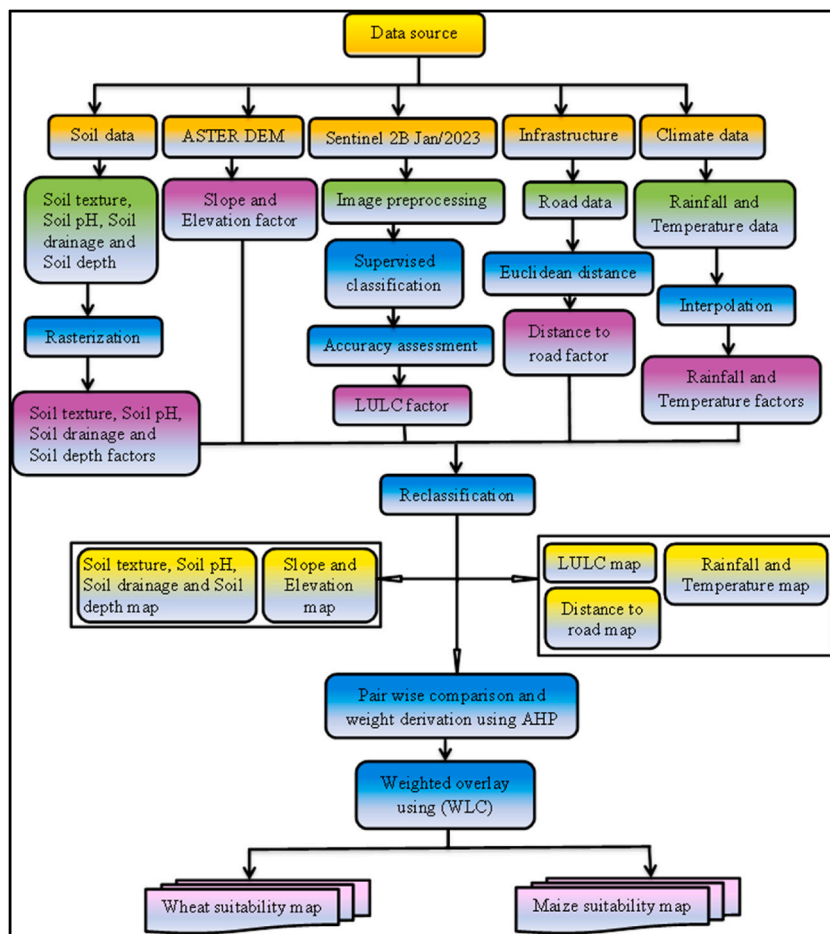 Data source
Soil data
ASTER DEM
Sentinel 2B Jan/2023
Infrastructure
Climate data
Soil texture,
Soil pH, Soil
drainage and
Soil depth
Slope and
Elevation factor
Image preprocessing
Road data
Rainfall and
Temperature data
Supervised
classification
Euclidean distance
Interpolation
Rasterization
Accuracy assessment
Distance to
road factor
Soil texture, Soil pH,
Soil drainage and
Soil depth factors
LULC factor
Rainfall and
Temperature factors
Reclassification
Soil texture, Soil pH,
Soil drainage and Soil
depth map
Slope and
Elevation
map
LULC map
Rainfall and
Temperature map
Distance to
road map
Pair wise comparison and
weight derivation using AHP
Weighted overlay
using (WLC)
Wheat suitability map
Maize suitability map